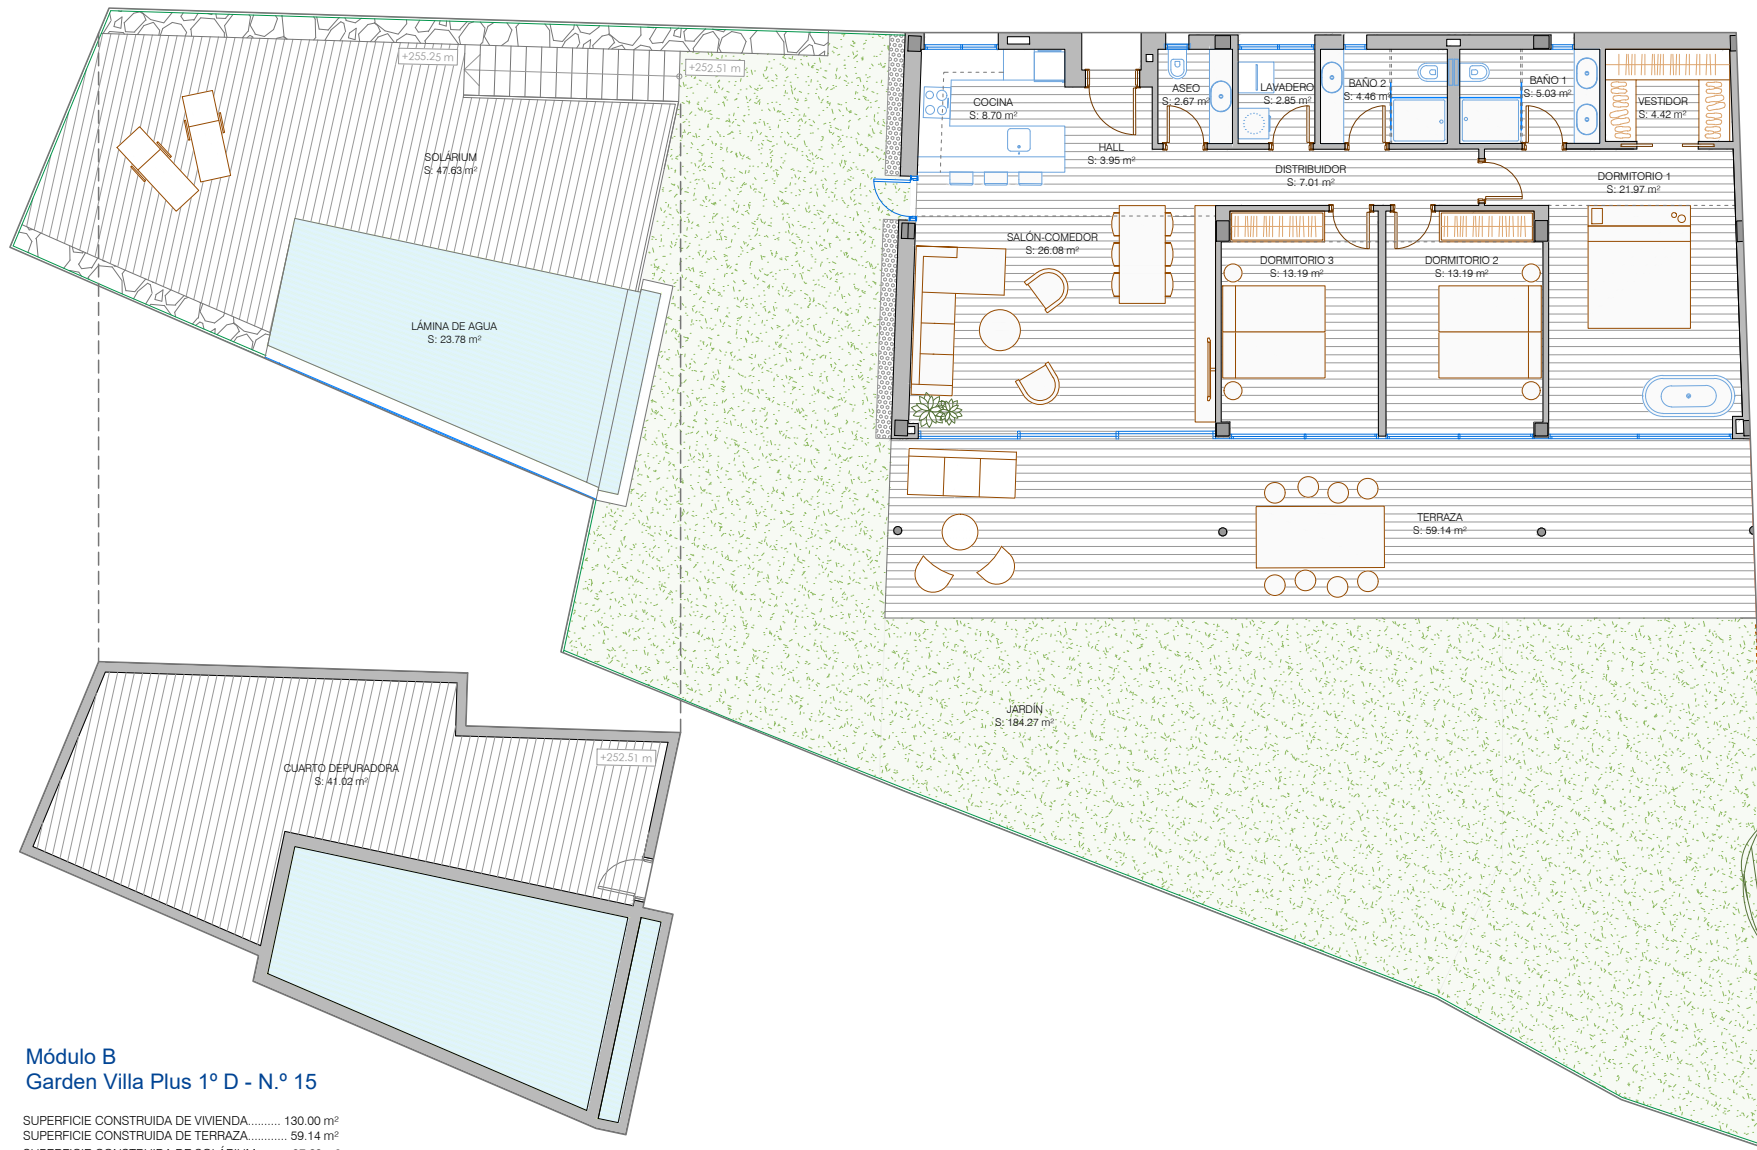 +255.25 m
+252.51 m
SOLÁRIUM
S: 47.63 m²
LÁMINA DE AGUA
S: 23.78 m²
COCINA
S: 8.70 m²
HALL
S: 3.95 m²
ASEO
S: 2.67 m²
LAVADERO
S: 2.85 m²
BAÑO 2
S: 4.46 m²
BAÑO 1
S: 5.03 m²
VESTIDOR
S: 4.42 m²
DISTRIBUIDOR
S: 7.01 m²
DORMITORIO 1
S: 21.97 m²
SALÓN-COMEDOR
S: 26.08 m²
DORMITORIO 3
S: 13.19 m²
DORMITORIO 2
S: 13.19 m²
TERRAZA
S: 59.14 m²
JARDÍN
S: 184.27 m²
CUARTO DEPURADORA
S: 41.02 m²
+252.51 m
Módulo B
Garden Villa Plus 1º D - N.º 15
SUPERFICIE CONSTRUIDA DE VIVIENDA.......... 130.00 m²
SUPERFICIE CONSTRUIDA DE TERRAZA........... 59.14 m²
SUPERFICIE CONSTRUIDA DE SOLÁRIUM